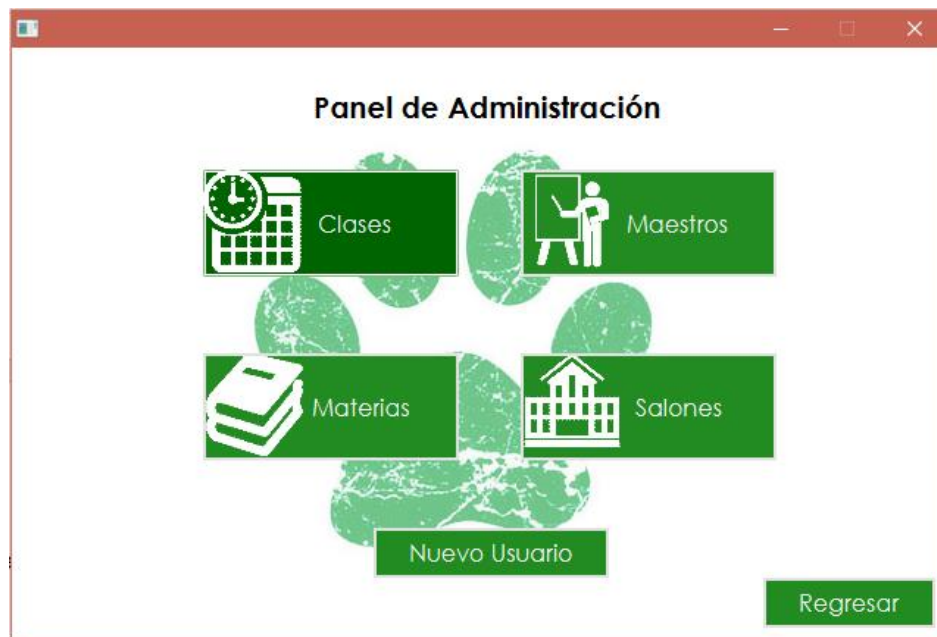 Panel de Administración
Clases
Maestros
Materias
Salones
Nuevo Usuario
Regresar